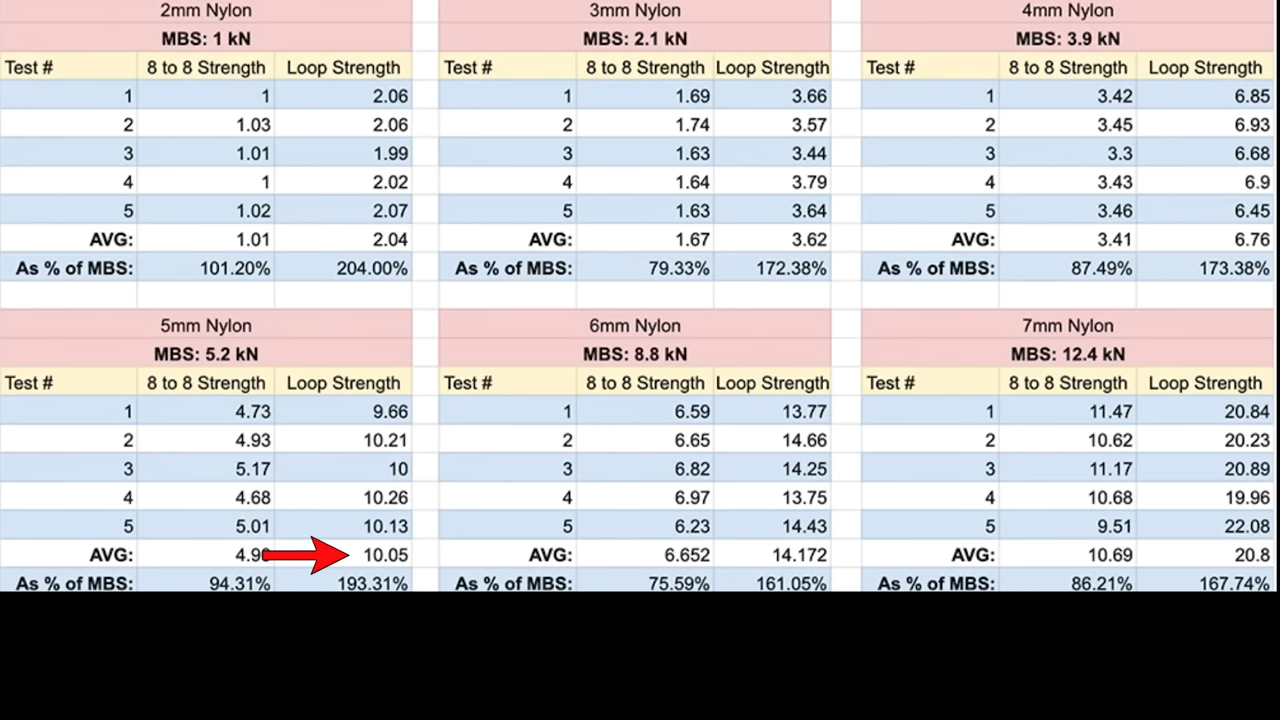 2mm Nylon 3mm Nylon 4mm Nylon
MBS: 1 kN MBS: 2.1 kN MBS: 3.9 kN
Test # 8 to 8 Strength Loop Strength Test # 8 to 8 Strength Loop Strength Test # 8 to 8 Strength Loop Strength
1 1 2.06 1 1.69 3.66 1 3.42 6.85
2 1.03 2.06 2 1.74 3.57 2 3.45 6.93
3 1.01 1.99 3 1.63 3.44 3 3.3 6.68
4 1 2.02 4 1.64 3.79 4 3.43 6.9
5 1.02 2.07 5 1.63 3.64 5 3.46 6.45
AVG: 1.01 2.04 AVG: 1.67 3.62 AVG: 3.41 6.76
As % of MBS: 101.20% 204.00% As % of MBS: 79.33% 172.38% As % of MBS: 87.49% 173.38%
5mm Nylon 6mm Nylon 7mm Nylon
MBS: 5.2 kN MBS: 8.8 kN MBS: 12.4 kN
Test # 8 to 8 Strength Loop Strength Test # 8 to 8 Strength Loop Strength Test # 8 to 8 Strength Loop Strength
1 4.73 9.66 1 6.59 13.77 1 11.47 20.84
2 4.93 10.21 2 6.65 14.66 2 10.62 20.23
3 5.17 10 3 6.82 14.25 3 11.17 20.89
4 4.68 10.26 4 6.97 13.75 4 10.68 19.96
5 5.01 10.13 5 6.23 14.43 5 9.51 22.08
AVG: 10.05 AVG: 6.652 14.172 AVG: 10.69 20.8
As % of MBS: 94.31% 193.31% As % of MBS: 75.59% 161.05% As % of MBS: 86.21% 167.74%